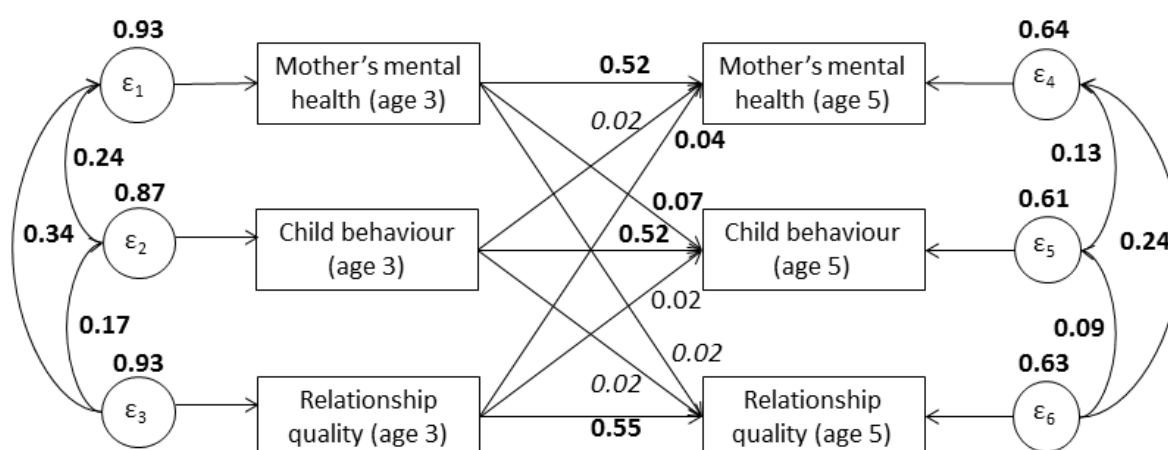 0.93
0.64
ε1
Mother's mental
health (age 3)
0.52
Mother's mental
health (age 5)
ε4
0.02
0.04
0.24
0.13
0.87
0.61
0.07
0.34
ε2
Child behaviour
(age 3)
0.52
Child behaviour
(age 5)
ε5
0.24
0.02
0.17
0.09
0.02
0.93
0.63
0.02
ε3
Relationship
quality (age 3)
0.55
Relationship
quality (age 5)
ε6